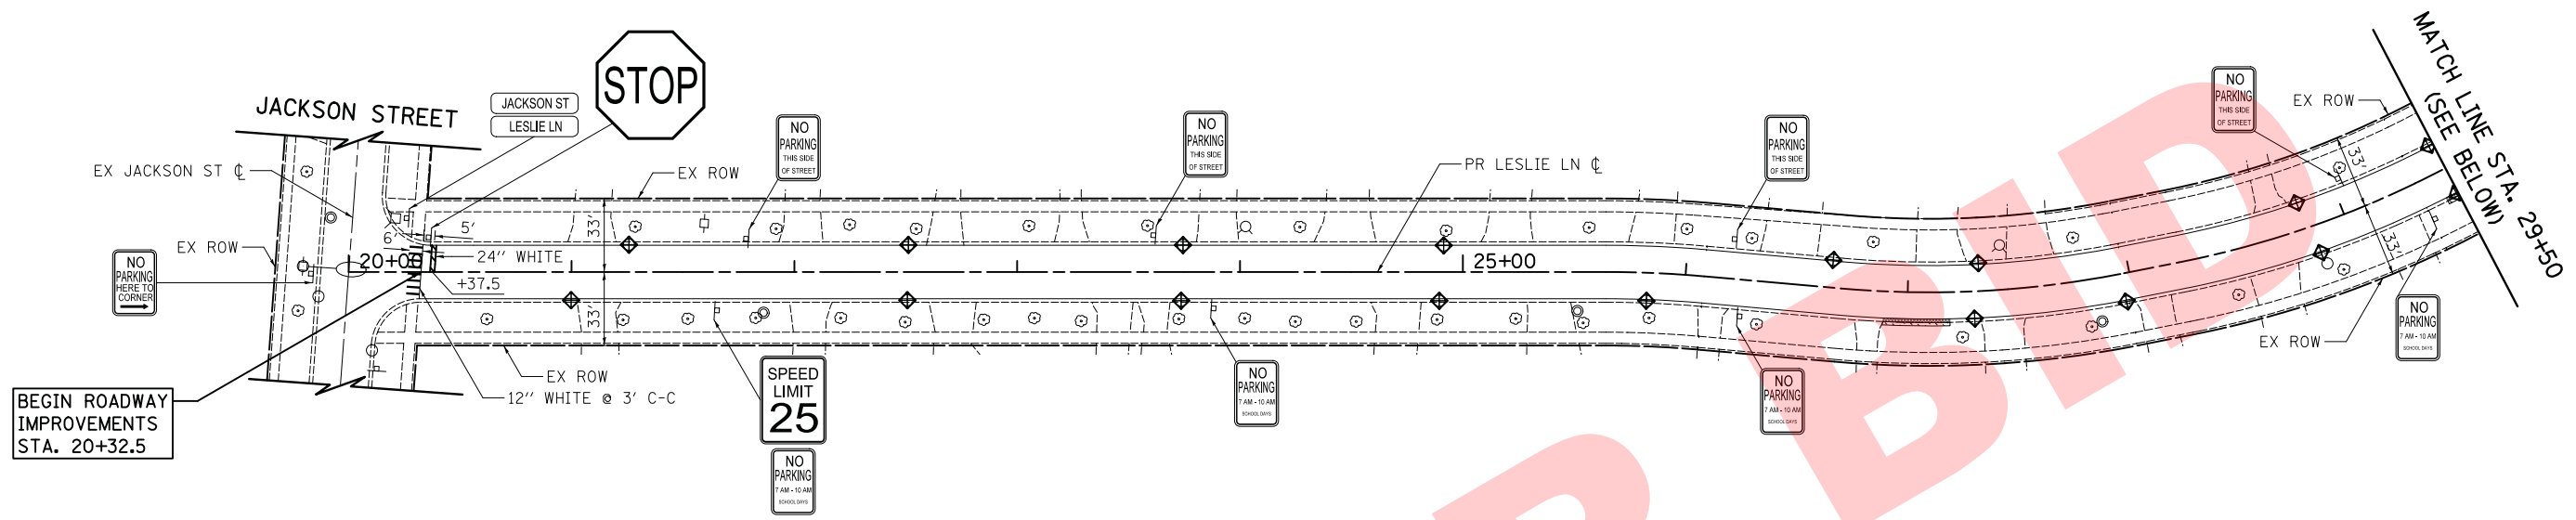 JACKSON STREET
JACKSON ST
LESLIE LN
STOP
EX JACKSON ST ℄
EX ROW
NO
PARKING
HERE TO
CORNER
BEGIN ROADWAY
IMPROVEMENTS
STA. 20+32.5
20+00
6'
5'
24" WHITE
+37.5
12" WHITE @ 3' C-C
EX ROW
EX ROW
33'
33'
NO
PARKING
THIS SIDE
OF STREET
SPEED
LIMIT
25
NO
PARKING
7 AM - 10 AM
SCHOOL DAYS
NO
PARKING
THIS SIDE
OF STREET
NO
PARKING
7 AM - 10 AM
SCHOOL DAYS
PR LESLIE LN ℄
25+00
NO
PARKING
THIS SIDE
OF STREET
NO
PARKING
7 AM - 10 AM
SCHOOL DAYS
NO
PARKING
THIS SIDE
OF STREET
EX ROW
33'
33'
EX ROW
NO
PARKING
7 AM - 10 AM
SCHOOL DAYS
MATCH LINE STA. 29+50
(SEE BELOW)
BID